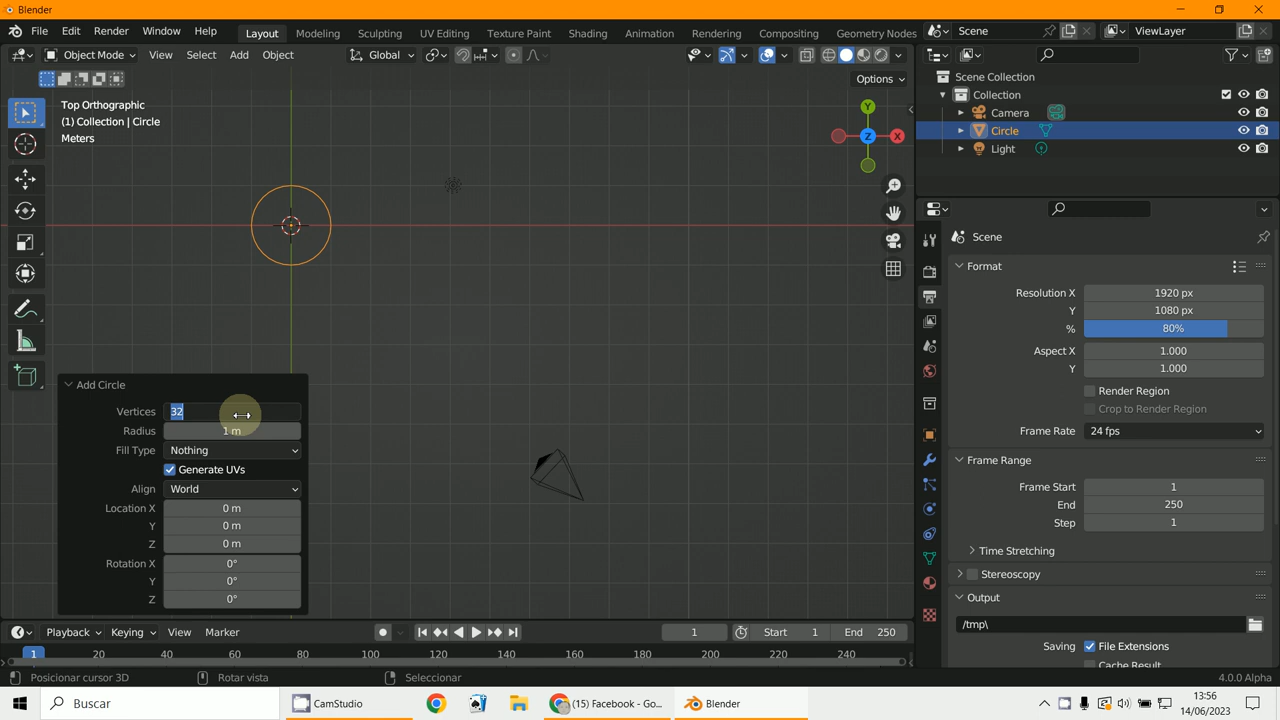 Blender
File Edit Render Window Help
Layout Modeling Sculpting UV Editing Texture Paint Shading Animation Rendering Compositing Geometry Nodes
Scene ViewLayer
Object Mode View Select Add Object Global
Options
Top Orthographic
(1) Collection | Circle
Meters
Y
Z
X
Scene Collection
Collection
Camera
Circle
Light
Scene
Format
Resolution X 1920 px
Y 1080 px
% 80%
Aspect X 1.000
Y 1.000
Render Region
Crop to Render Region
Frame Rate 24 fps
Frame Range
Frame Start 1
End 250
Step 1
Time Stretching
Stereoscopy
Output
/tmp\
Saving File Extensions
Cache Result
Add Circle
Vertices 32
Radius 1 m
Fill Type Nothing
Generate UVs
Align World
Location X 0 m
Y 0 m
Z 0 m
Rotation X 0°
Y 0°
Z 0°
Playback Keying View Marker 1 Start 1 End 250
1 20 40 60 80 100 120 140 160 180 200 220 240
Posicionar cursor 3D Rotar vista Seleccionar 4.0.0 Alpha
Buscar CamStudio (15) Facebook - Go... Blender
13:56
14/06/2023